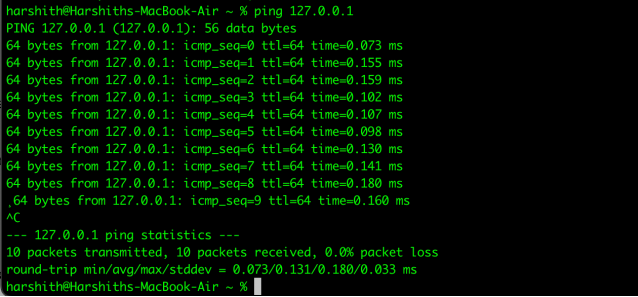 harshith@Harshiths-MacBook-Air ~ % ping 127.0.0.1
PING 127.0.0.1 (127.0.0.1): 56 data bytes
64 bytes from 127.0.0.1: icmp_seq=0 ttl=64 time=0.073 ms
64 bytes from 127.0.0.1: icmp_seq=1 ttl=64 time=0.155 ms
64 bytes from 127.0.0.1: icmp_seq=2 ttl=64 time=0.159 ms
64 bytes from 127.0.0.1: icmp_seq=3 ttl=64 time=0.102 ms
64 bytes from 127.0.0.1: icmp_seq=4 ttl=64 time=0.107 ms
64 bytes from 127.0.0.1: icmp_seq=5 ttl=64 time=0.098 ms
64 bytes from 127.0.0.1: icmp_seq=6 ttl=64 time=0.130 ms
64 bytes from 127.0.0.1: icmp_seq=7 ttl=64 time=0.141 ms
64 bytes from 127.0.0.1: icmp_seq=8 ttl=64 time=0.180 ms
,64 bytes from 127.0.0.1: icmp_seq=9 ttl=64 time=0.160 ms
^C
--- 127.0.0.1 ping statistics ---
10 packets transmitted, 10 packets received, 0.0% packet loss
round-trip min/avg/max/stddev = 0.073/0.131/0.180/0.033 ms
harshith@Harshiths-MacBook-Air ~ %